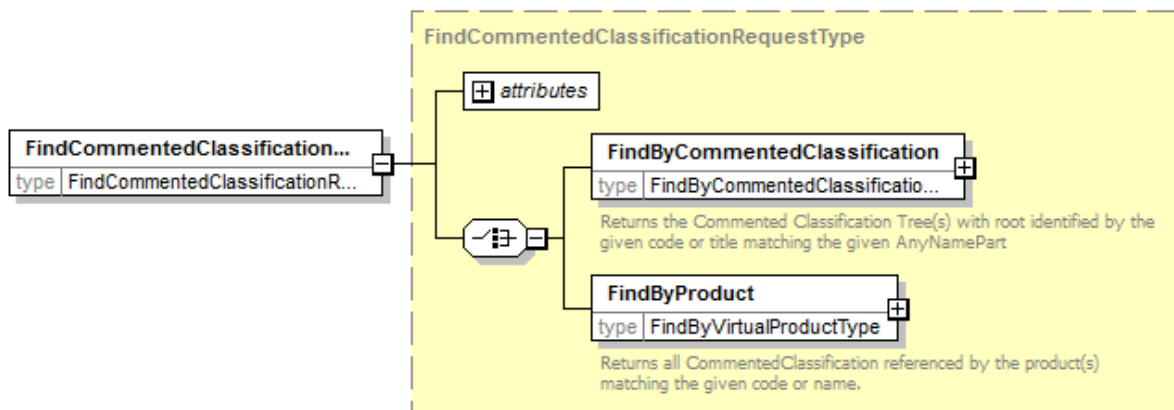 FindCommentedClassificationRequestType
attributes
FindCommentedClassification...
type FindCommentedClassificationR...
FindByCommentedClassification
type FindByCommentedClassificatio...
Returns the Commented Classification Tree(s) with root identified by the
given code or title matching the given AnyNamePart
FindByProduct
type FindByVirtualProductType
Returns all CommentedClassification referenced by the product(s)
matching the given code or name.